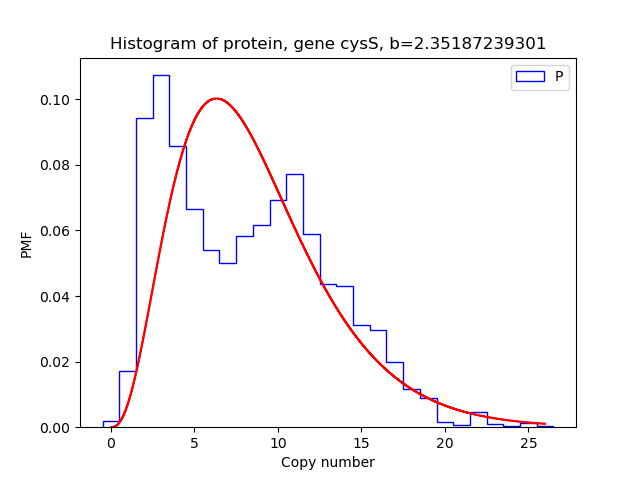 Histogram of protein, gene cysS, b=2.35187239301
P
0.10
0.08
0.06
0.04
0.02
0.00
PMF
0 5 10 15 20 25
Copy number